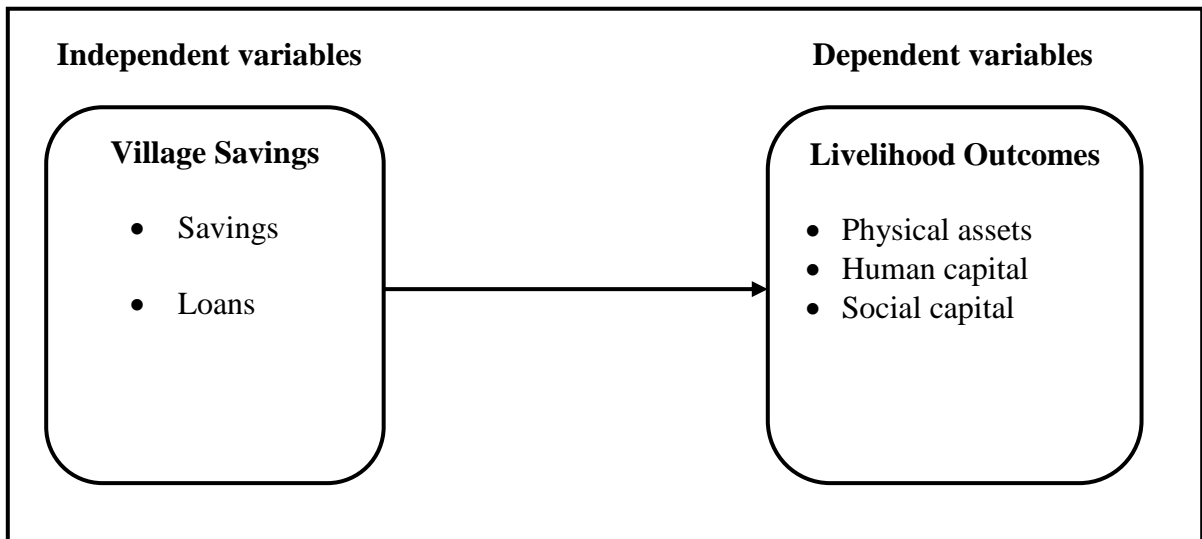 Independent variables
Dependent variables
Village Savings
• Savings
• Loans
Livelihood Outcomes
• Physical assets
• Human capital
• Social capital